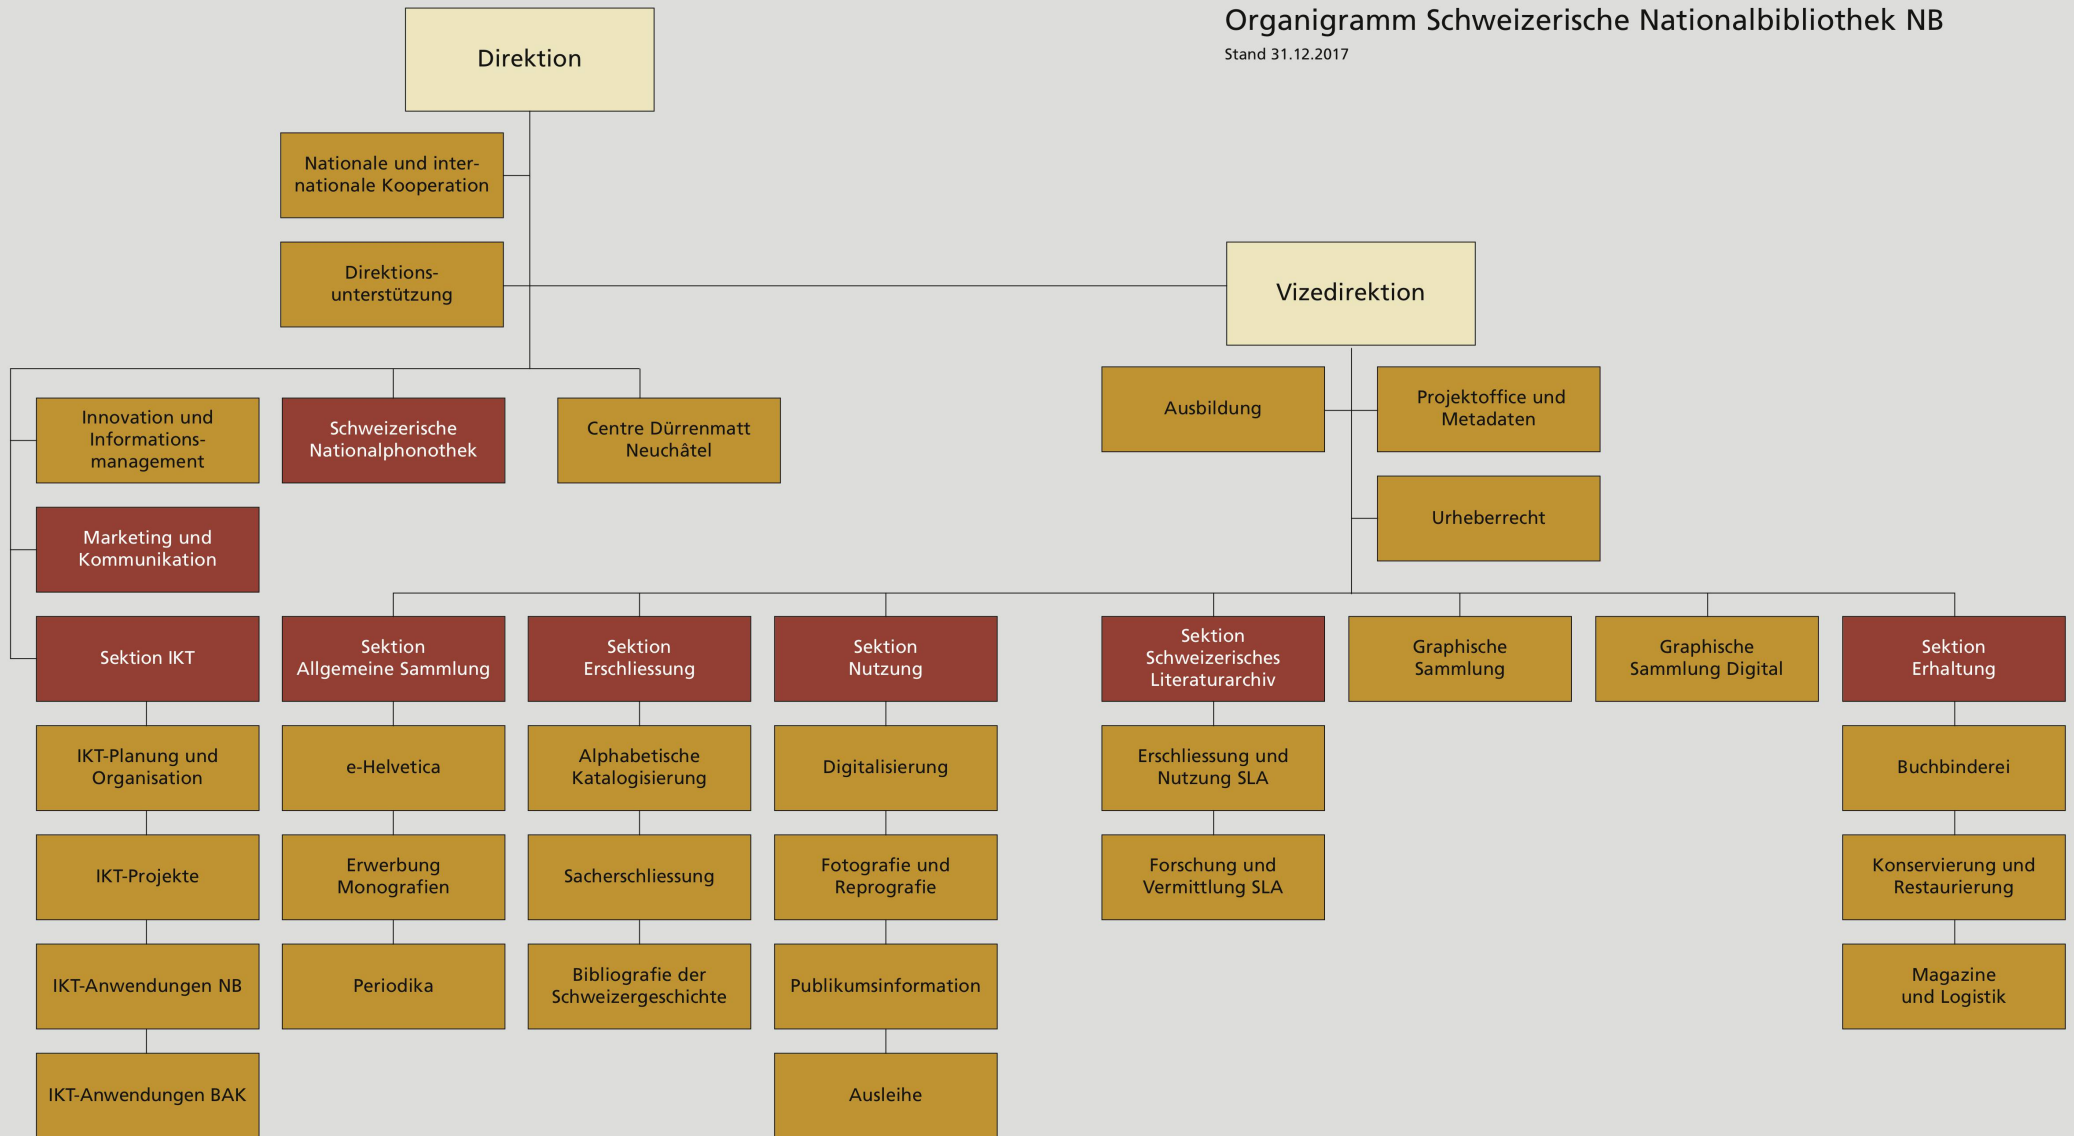 Organigramm Schweizerische Nationalbibliothek NB
Stand 31.12.2017
Direktion
Nationale und inter-
nationale Kooperation
Direktions-
unterstützung
Vizedirektion
Innovation und
Informations-
management
Schweizerische
Nationalphonothek
Centre Dürrenmatt
Neuchâtel
Ausbildung
Projektoffice und
Metadaten
Urheberrecht
Marketing und
Kommunikation
Sektion IKT
IKT-Planung und
Organisation
IKT-Projekte
IKT-Anwendungen NB
IKT-Anwendungen BAK
Sektion
Allgemeine Sammlung
e-Helvetica
Erwerbung
Monografien
Periodika
Sektion
Erschliessung
Alphabetische
Katalogisierung
Sacherschliessung
Bibliografie der
Schweizergeschichte
Sektion
Nutzung
Digitalisierung
Fotografie und
Reprografie
Publikumsinformation
Ausleihe
Sektion
Schweizerisches
Literaturarchiv
Erschliessung und
Nutzung SLA
Forschung und
Vermittlung SLA
Graphische
Sammlung
Graphische
Sammlung Digital
Sektion
Erhaltung
Buchbinderei
Konservierung und
Restaurierung
Magazine
und Logistik